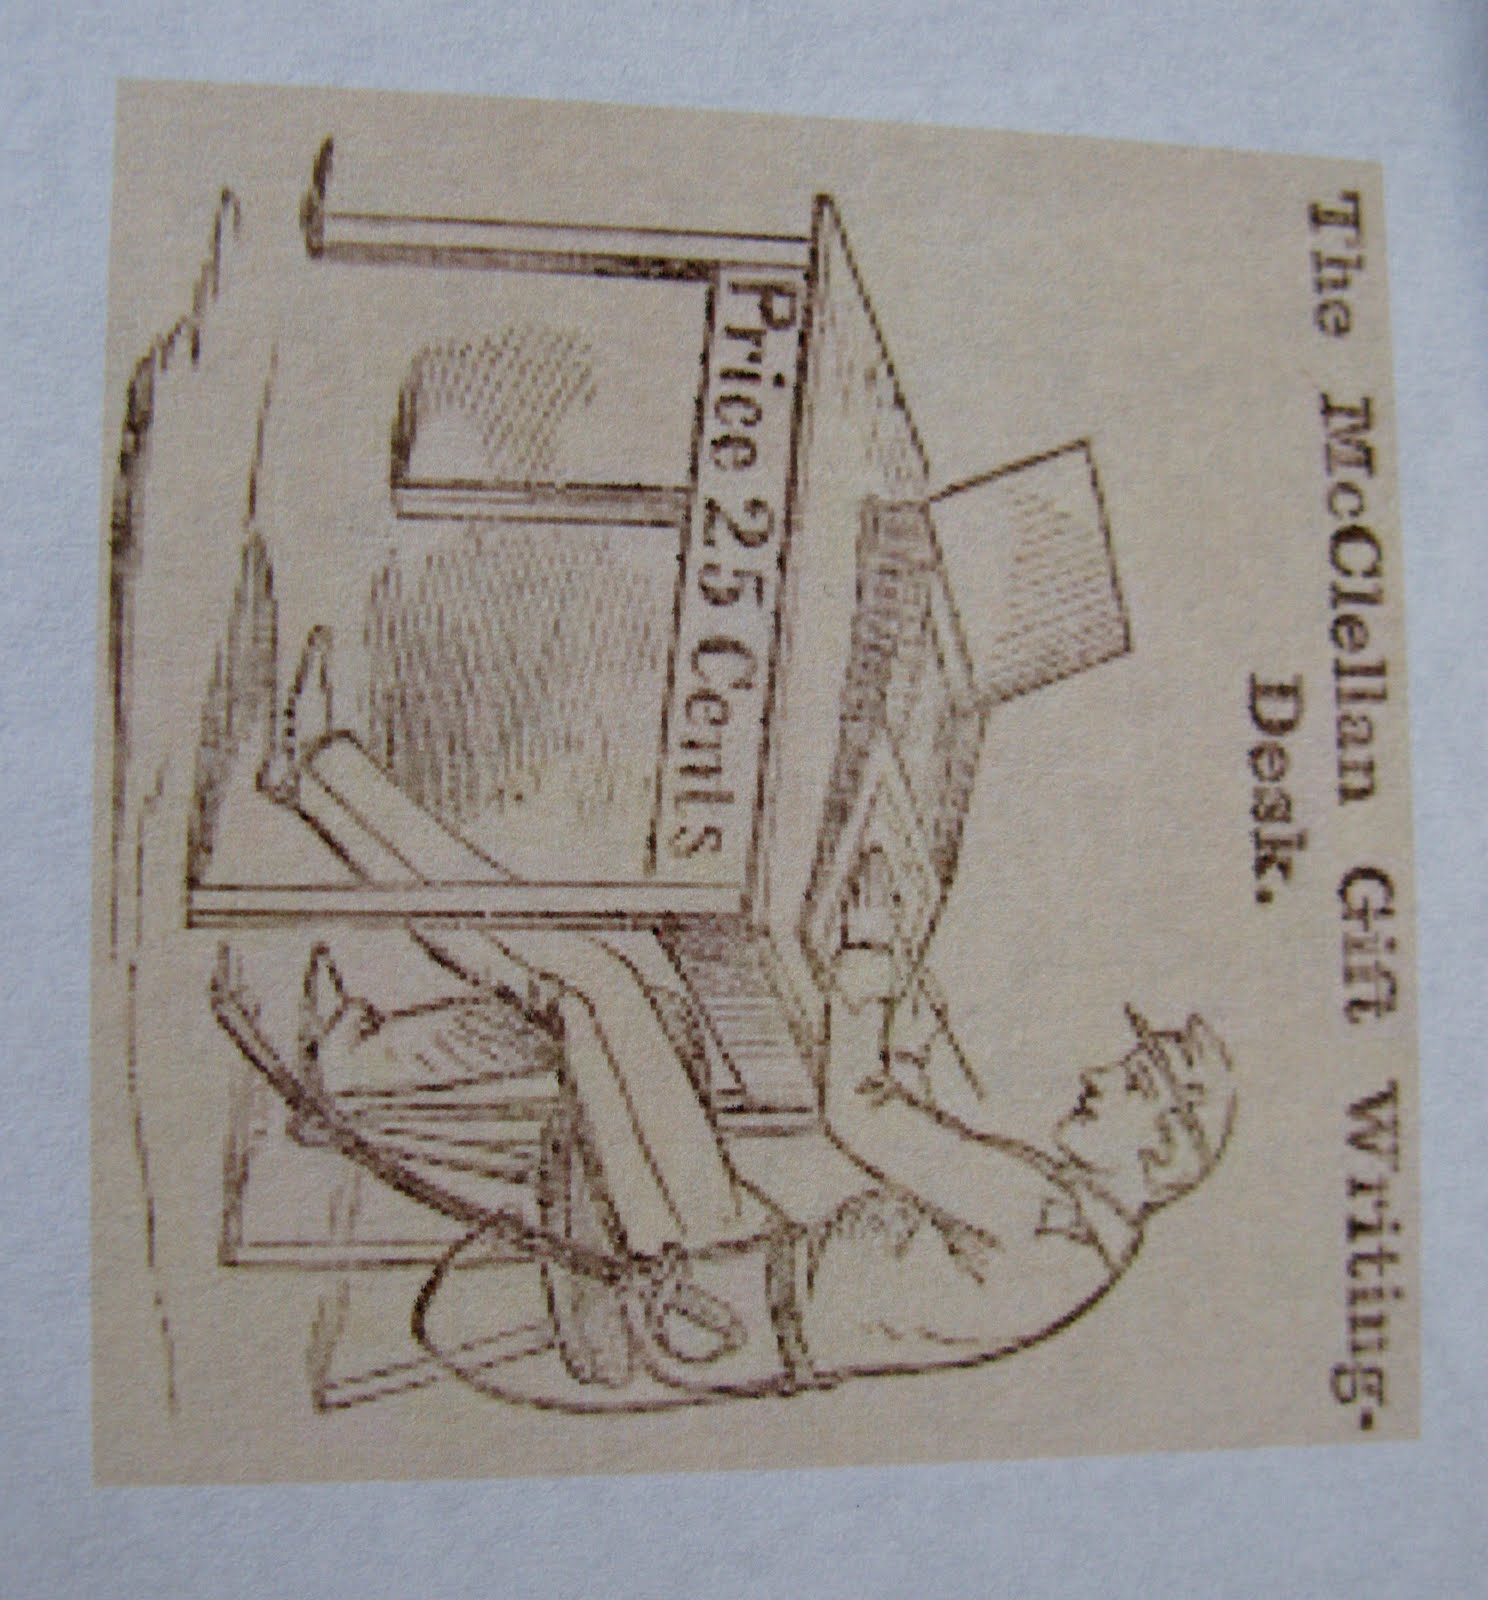 The McClellan Gift Writing-
Desk.
Price 25 Cents